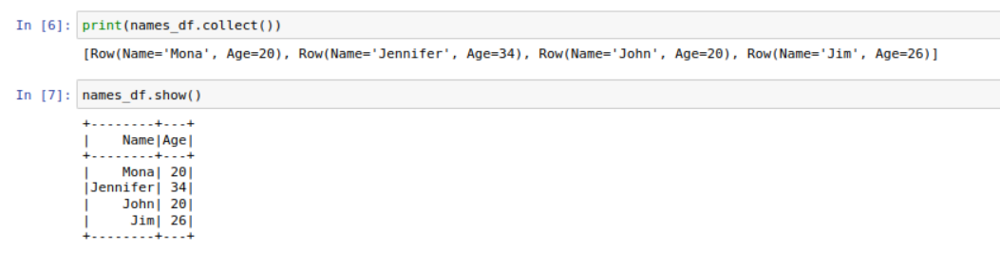 In [6]: print(names_df.collect())
[Row(Name='Mona', Age=20), Row(Name='Jennifer', Age=34), Row(Name='John', Age=20), Row(Name='Jim', Age=26)]
In [7]: names_df.show()
+--------+---+
|    Name|Age|
+--------+---+
|    Mona| 20|
|Jennifer| 34|
|    John| 20|
|     Jim| 26|
+--------+---+